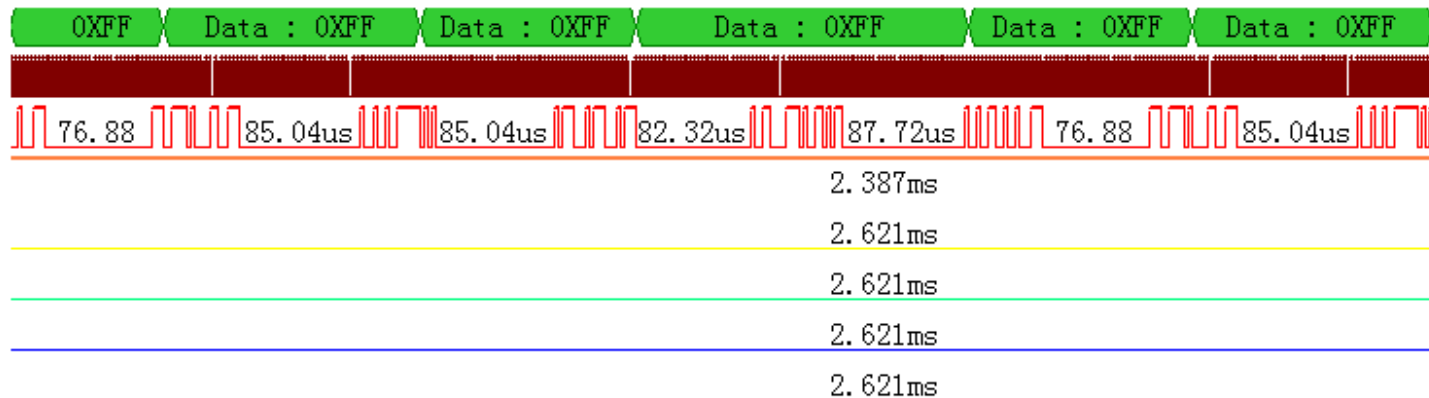 0XFF Data : 0XFF Data : 0XFF Data : 0XFF Data : 0XFF Data : 0XFF
76.88 85.04us 85.04us 82.32us 87.72us 76.88 85.04us
2.387ms
2.621ms
2.621ms
2.621ms
2.621ms